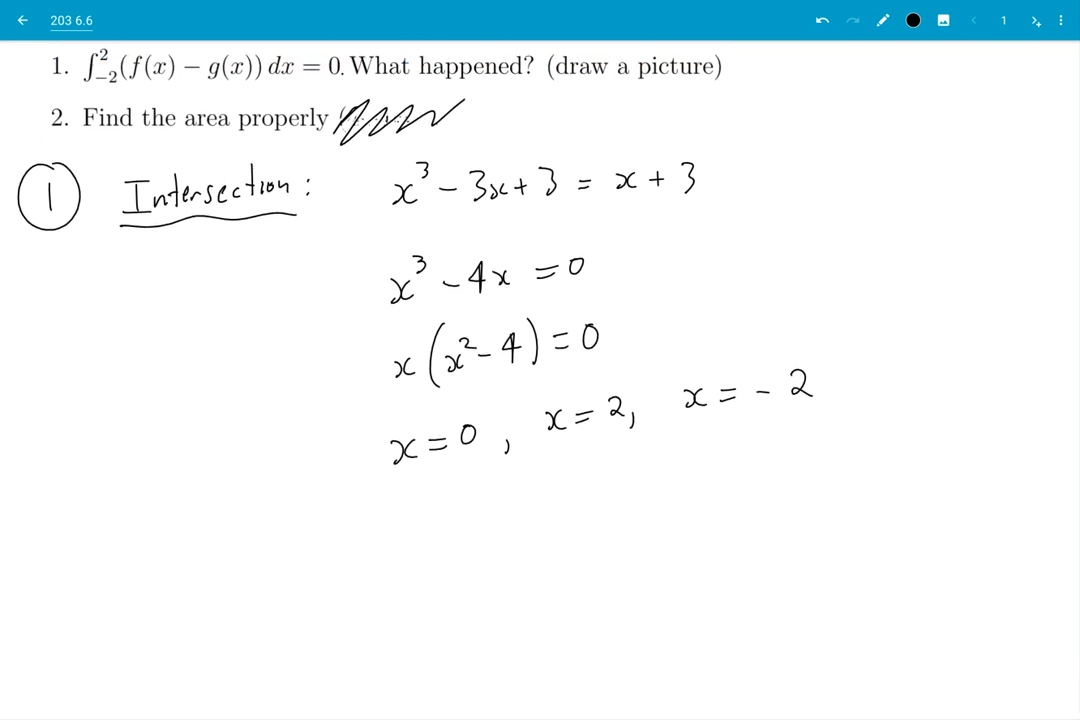 203 6.6
1
1. ∫_{-2}^{2}(f(x) − g(x)) dx = 0. What happened? (draw a picture)
2. Find the area properly
1 Intersection: x³ - 3x + 3 = x + 3
x³ - 4x = 0
x(x² - 4) = 0
x = 0, x = 2, x = - 2